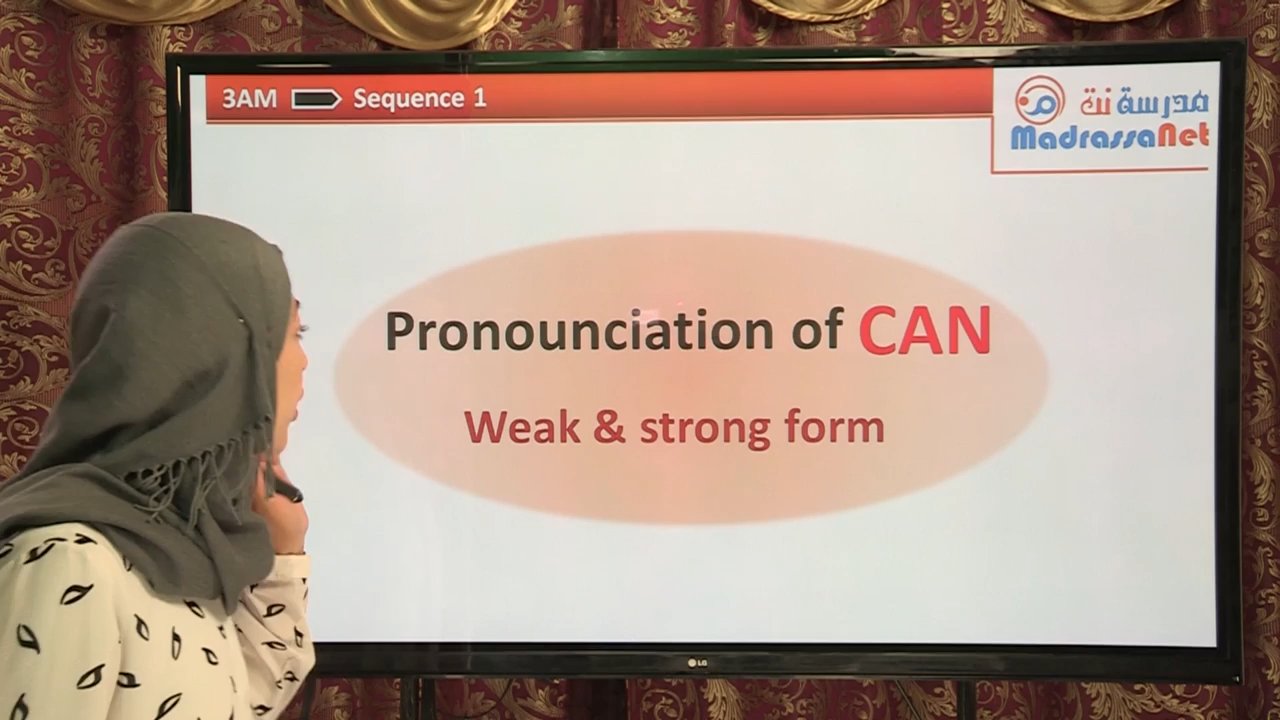 3AM Sequence 1
مدرسة نت
MadrassaNet
Pronounciation of CAN
Weak & strong form
LG